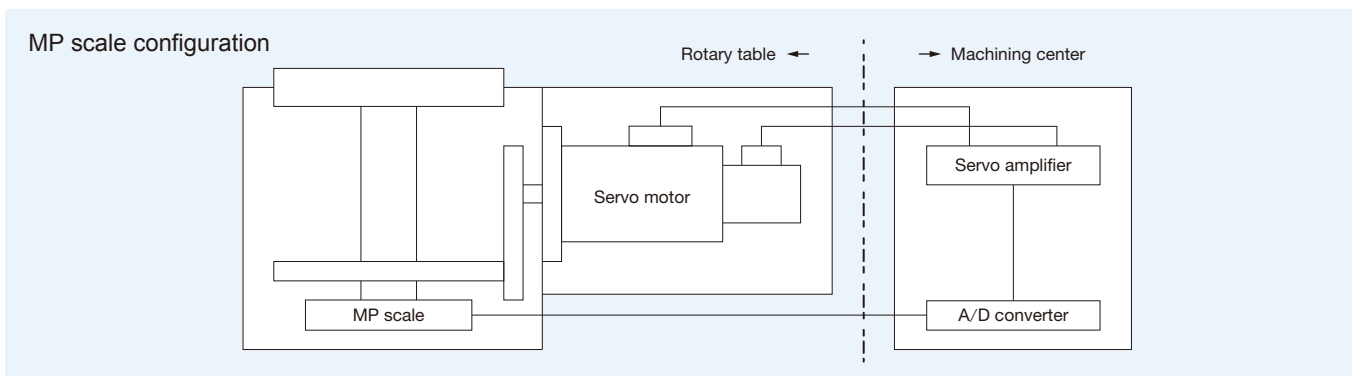 MP scale configuration
Rotary table ←
→ Machining center
Servo amplifier
Servo motor
MP scale
A/D converter